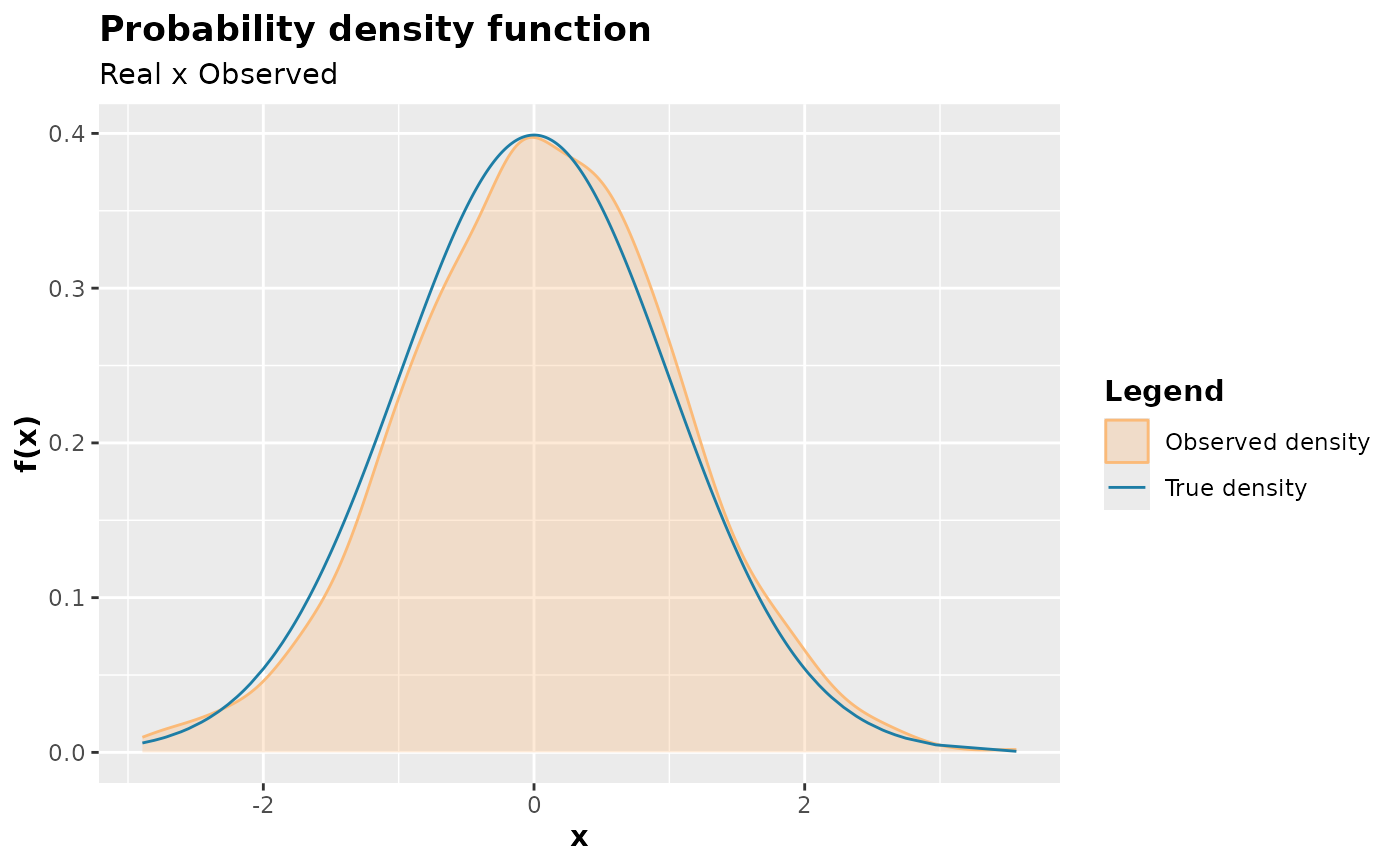 Probability density function
Real x Observed
0.4
0.3
0.2
0.1
0.0
f(x)
-2
0
2
x
Legend
Observed density
True density